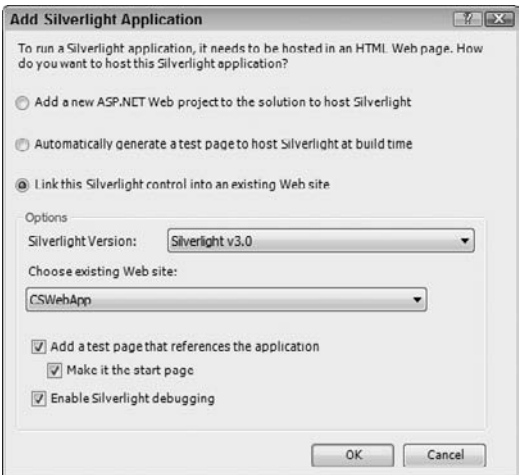 Add Silverlight Application
To run a Silverlight application, it needs to be hosted in an HTML Web page. How
do you want to host this Silverlight application?
Add a new ASP.NET Web project to the solution to host Silverlight
Automatically generate a test page to host Silverlight at build time
Link this Silverlight control into an existing Web site
Options
Silverlight Version: Silverlight v3.0
Choose existing Web site:
CSWebApp
Add a test page that references the application
Make it the start page
Enable Silverlight debugging
OK Cancel